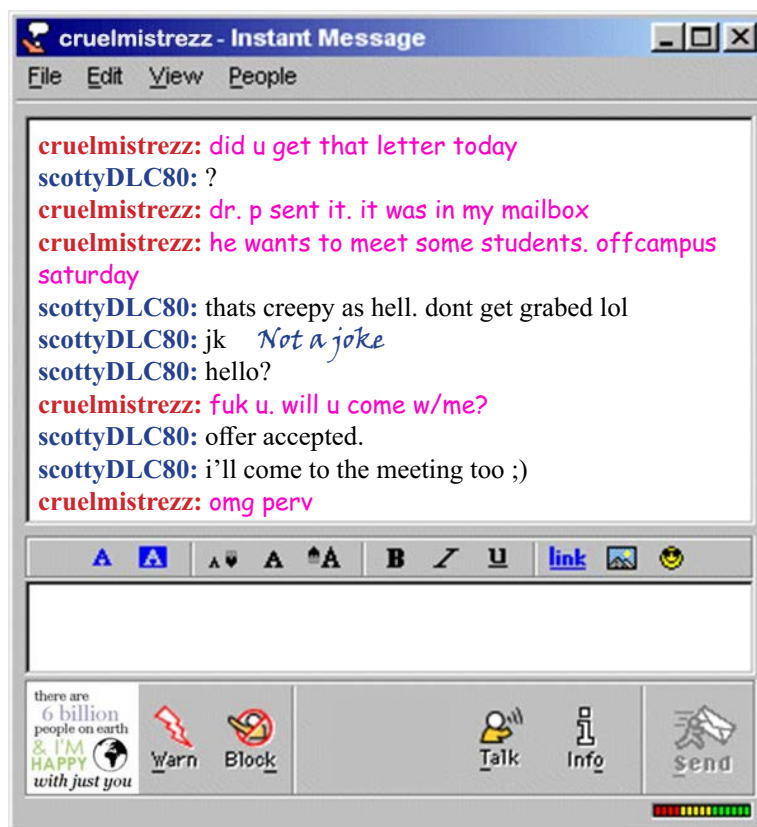 cruelmistrezz - Instant Message
File Edit View People
cruelmistrezz: did u get that letter today
scottyDLC80: ?
cruelmistrezz: dr. p sent it. it was in my mailbox
cruelmistrezz: he wants to meet some students. offcampus
saturday
scottyDLC80: thats creepy as hell. dont get grabed lol
scottyDLC80: jk Not a joke
scottyDLC80: hello?
cruelmistrezz: fuk u. will u come w/me?
scottyDLC80: offer accepted.
scottyDLC80: i’ll come to the meeting too ;)
cruelmistrezz: omg perv
A A A A A B I U link
there are
6 billion
people on earth
& I'M
HAPPY
with just you
Warn Block Talk Info Send